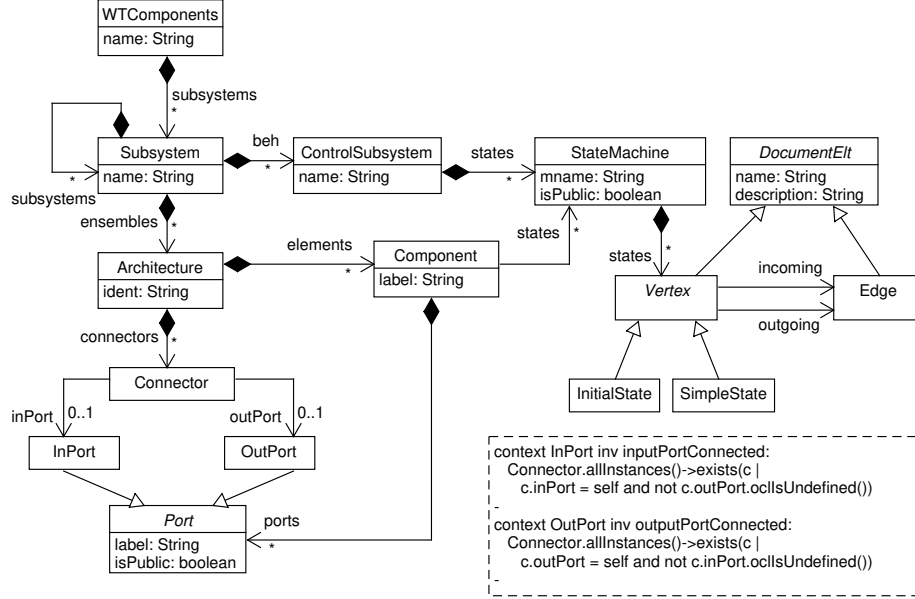 WTComponents
name: String
subsystems
*
Subsystem
name: String
*
subsystems
beh
*
ControlSubsystem
name: String
states
*
StateMachine
mname: String
isPublic: boolean
DocumentElt
name: String
description: String
ensembles
*
Architecture
ident: String
elements
*
Component
label: String
states
*
states
*
Vertex
incoming
outgoing
Edge
InitialState
SimpleState
connectors
*
Connector
inPort
0..1
outPort
0..1
InPort
OutPort
Port
label: String
isPublic: boolean
ports
*
context InPort inv inputPortConnected:
Connector.allInstances()->exists(c |
c.inPort = self and not c.outPort.oclIsUndefined())
-
context OutPort inv outputPortConnected:
Connector.allInstances()->exists(c |
c.outPort = self and not c.inPort.oclIsUndefined())
-